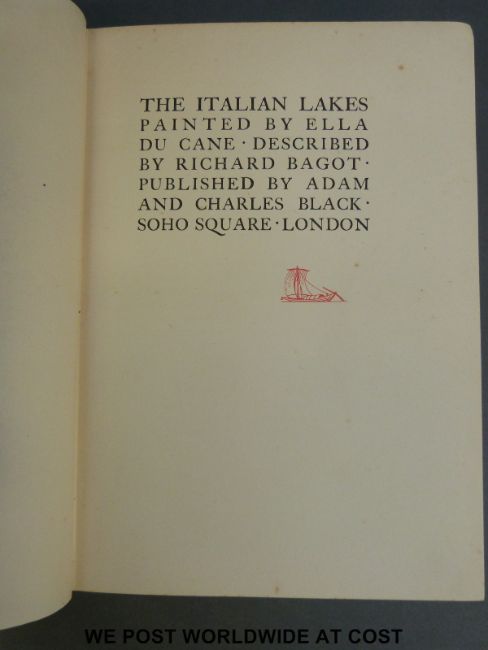 THE ITALIAN LAKES
PAINTED BY ELLA
DU CANE · DESCRIBED
BY RICHARD BAGOT ·
PUBLISHED BY ADAM
AND CHARLES BLACK ·
SOHO SQUARE · LONDON
WE POST WORLDWIDE AT COST